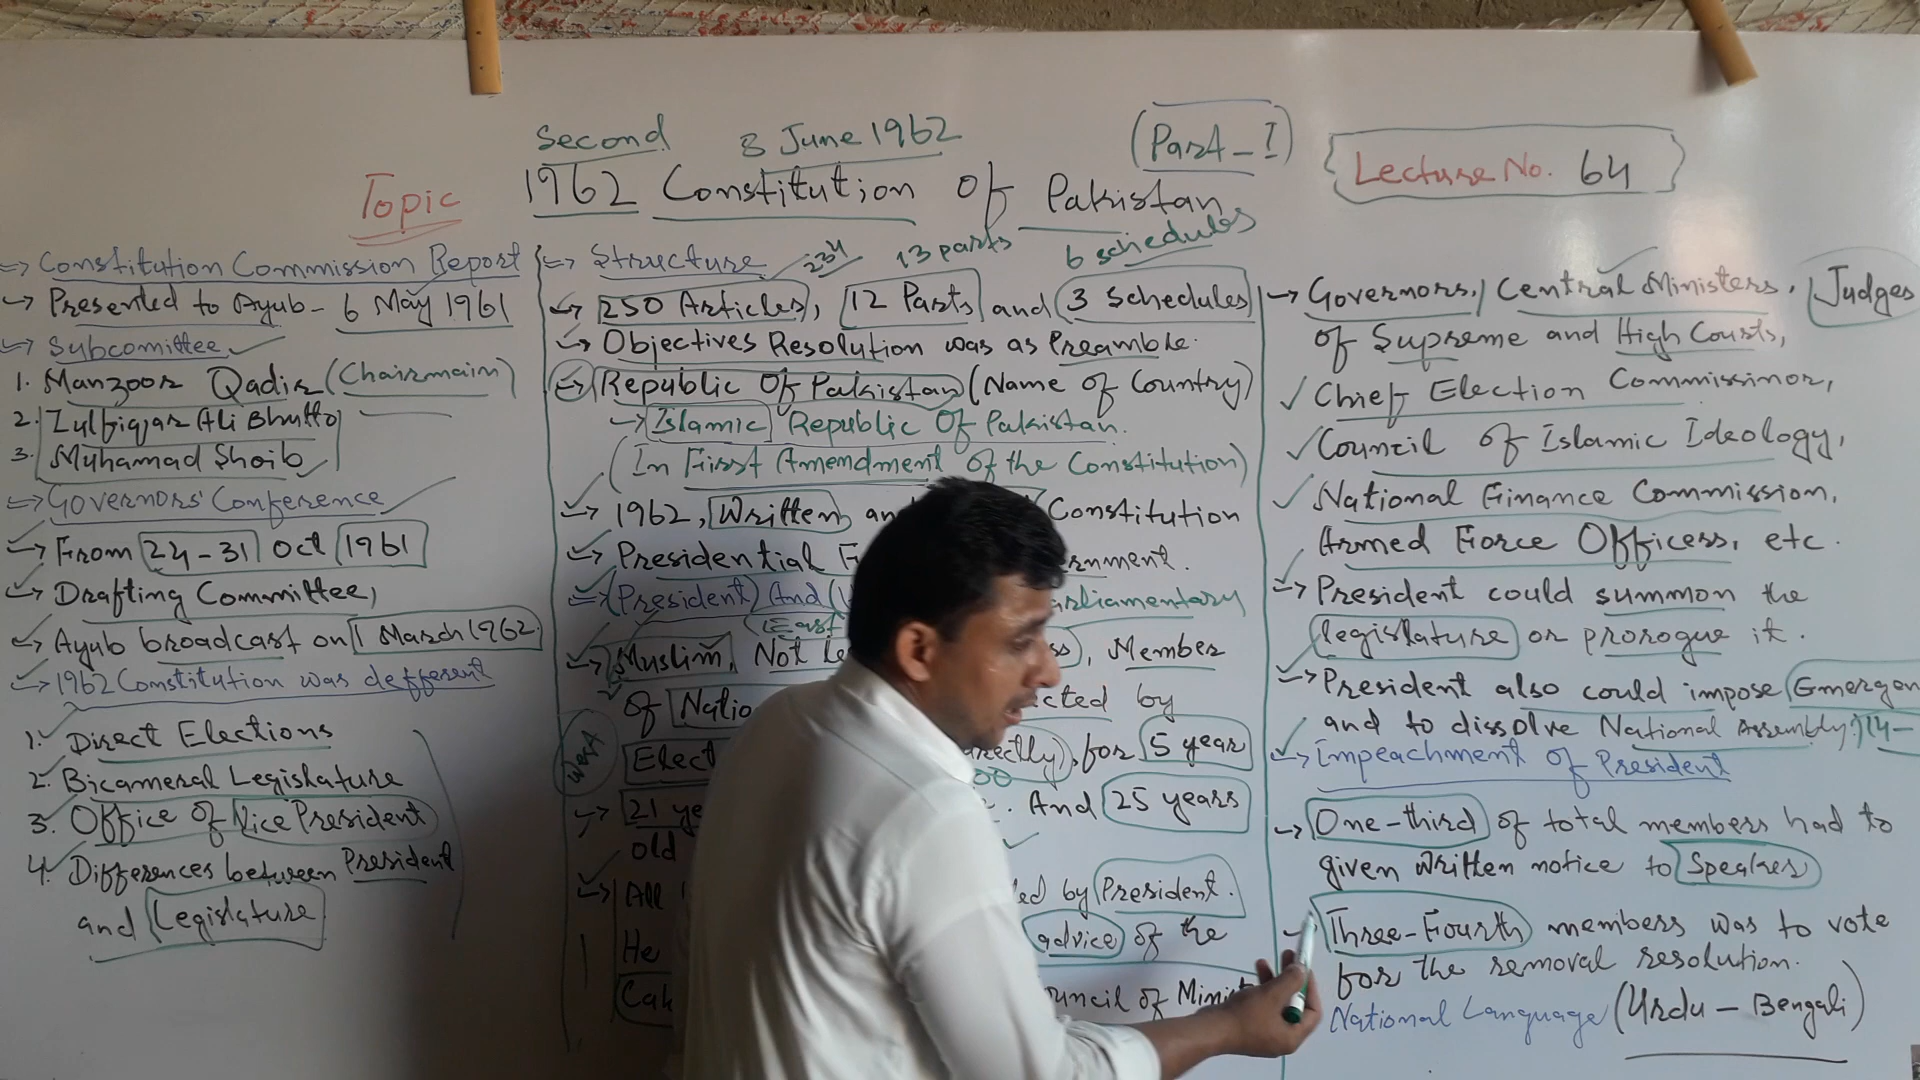 Second 8 June 1962
(Part-I)
Lecture No. 64
Topic
1962 Constitution of Pakistan
=> Constitution Commission Report
-> Presented to Ayub - 6 May 1961
-> Subcomittee
1. Manzoor Qadir (Chairmain)
2. Zulfiqar Ali Bhutto
3. Muhamad Shoib
=> Governors' Conference
-> From 24-31 Oct 1961
-> Drafting Committee,
-> Ayub broadcast on 1 March 1962.
-> 1962 Constitution was defferent
1. Direct Elections
2. Bicameral Legislature
3. Office of Vice President
4. Differences between President
and Legislature
=> Structure 234 13 parts 6 schedules
-> 250 Articles, 12 Parts and 3 Schedules
-> Objectives Resolution was as Preamble.
-> Republic Of Pakistan (Name of Country)
-> Islamic Republic Of Pakistan.
(In First Amendment of the Constitution)
-> 1962, Written an Constitution
-> Presidential F ernment.
=> (President) And ( arliamentary
(East
-> Muslim, Not le ss), Member
of Natio cted by
West
Elect rectly), for 5 year
00
-> 21 ye . And 25 years
old
-> All ed by President.
He advice of the
Cab ouncil of Minist
-> Governors, Central Ministers, Judges
of Supreme and High Courts,
Chief Election Commissinor,
Council of Islamic Ideology,
National Finance Commission,
Armed Force Officess, etc.
-> President could summon the
legislature or prorogue it.
-> President also could impose Emergen
and to dissolve National Assembly. 14-
-> Impeachment of President
-> One-third of total members had to
given written notice to Speaker
-> Three-Fourth members was to vote
for the removal resolution.
National Language (Urdu - Bengali)